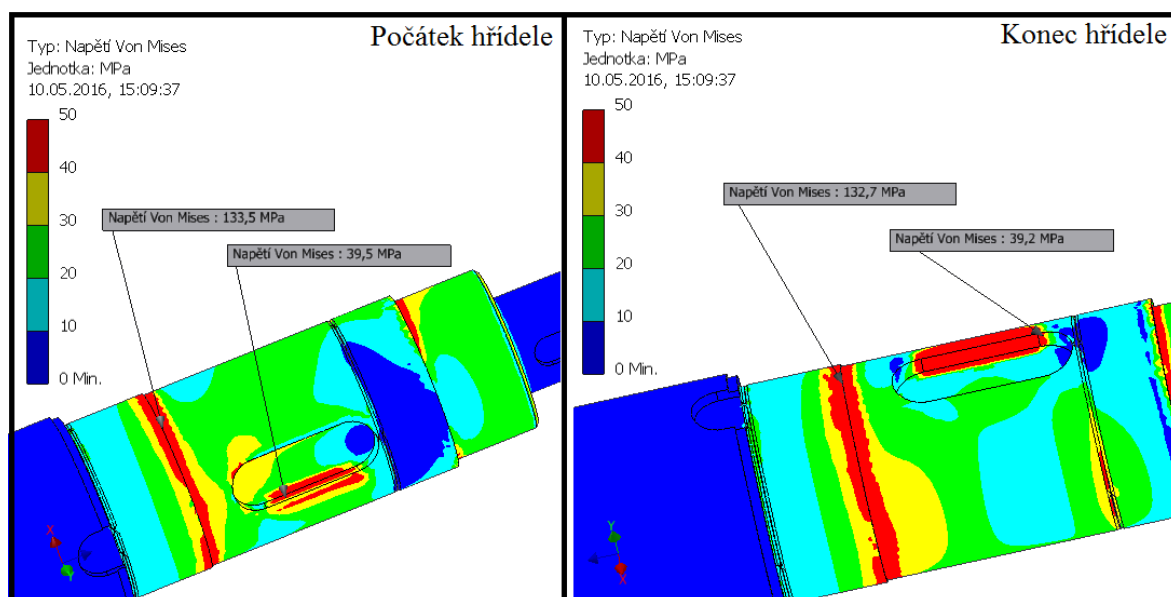 Počátek hřídele
Typ: Napětí Von Mises
Jednotka: MPa
10.05.2016, 15:09:37
50
40
30
20
10
0 Min.
Napětí Von Mises : 133,5 MPa
Napětí Von Mises : 39,5 MPa
X
Y
Konec hřídele
Typ: Napětí Von Mises
Jednotka: MPa
10.05.2016, 15:09:37
50
40
30
20
10
0 Min.
Napětí Von Mises : 132,7 MPa
Napětí Von Mises : 39,2 MPa
Y
X